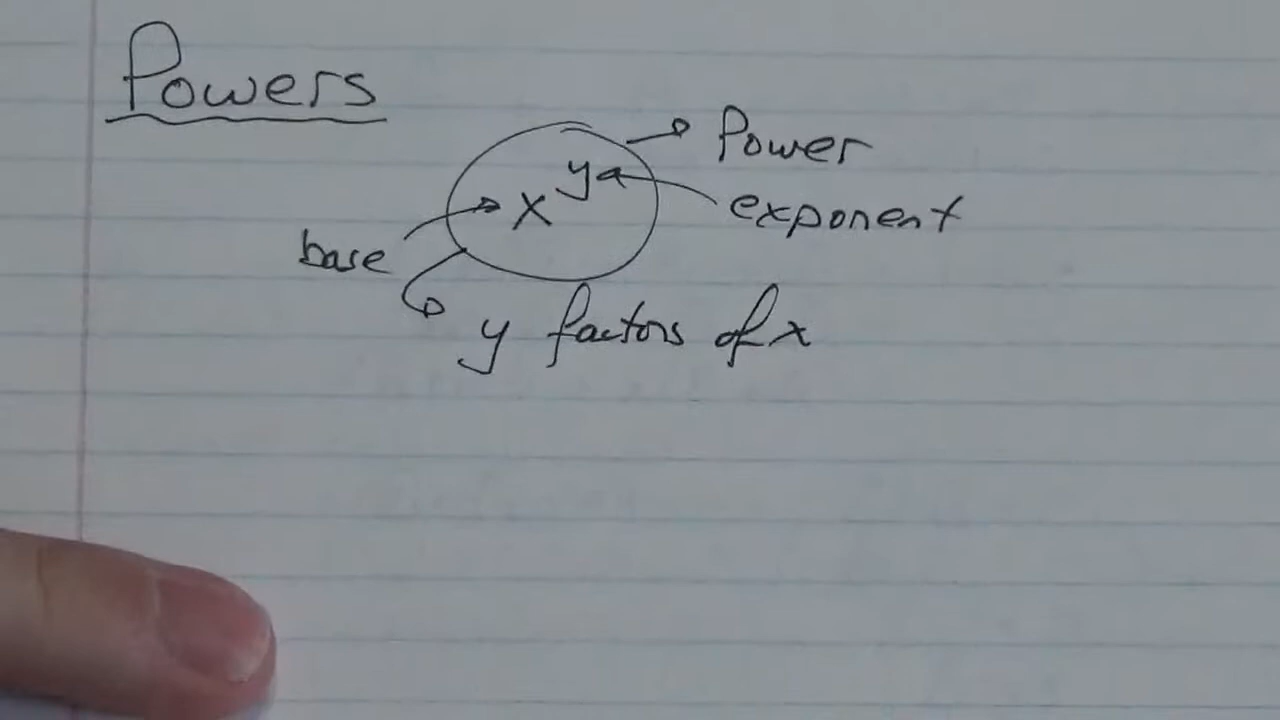 Powers
Power
x^y
exponent
base
y factors of x